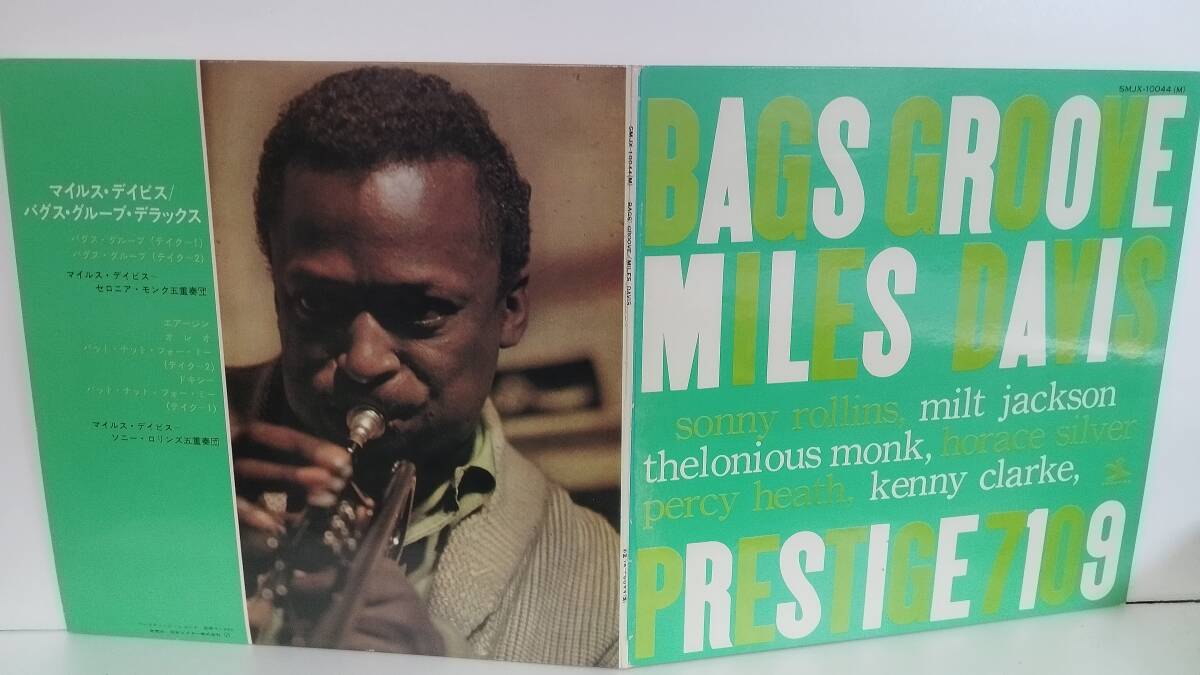 マイルス・デイビス/
バグス・グループ・デラックス
バグス・グルーブ(テイク-1)
バグス・グルーブ(テイク-2)
マイルス・デイビス—
セロニア・モンク五重奏団
エアージン
オレオ
バット・ナット・フォー・ミー
(テイク-2)
ドキシー
バット・ナット・フォー・ミー
(テイク-1)
マイルス・デイビス—
ソニー・ロリンズ五重奏団
SMJX-10044(M) BAGS GROOVE/MILES DAVIS
SMJX-10044(M)
BAGS GROOVE
MILES DAVIS
sonny rollins, milt jackson
thelonious monk, horace silver
percy heath, kenny clarke,
PRESTIGE 7109